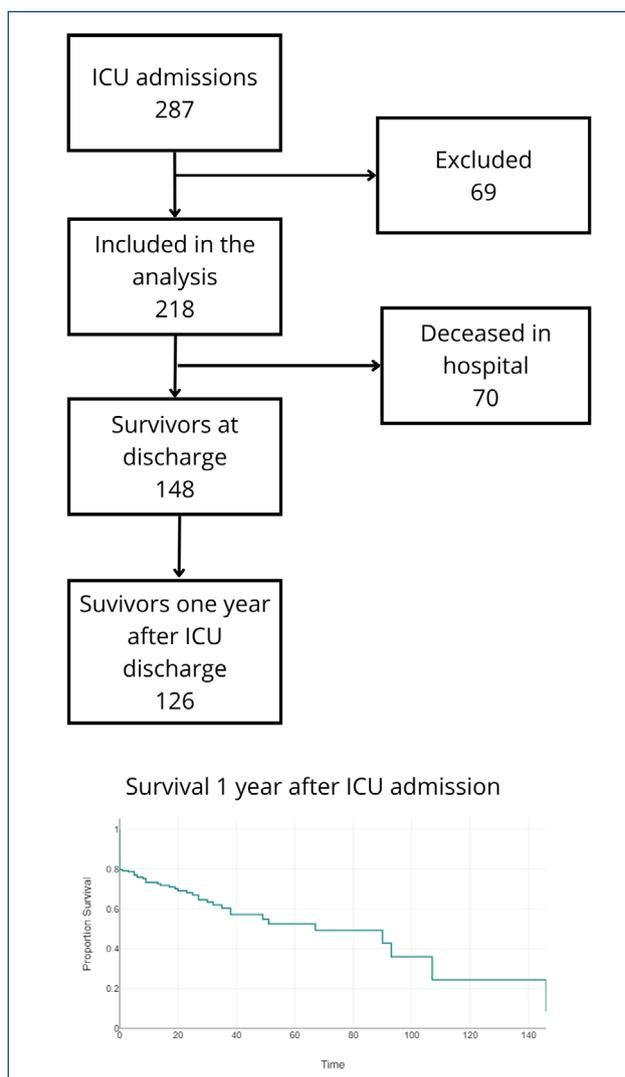 ICU admissions
287
Excluded
69
Included in the
analysis
218
Deceased in
hospital
70
Survivors at
discharge
148
Suvivors one year
after ICU
discharge
126
Survival 1 year after ICU admission
Proportion Survival
1
0.8
0.6
0.4
0.2
0
0 20 40 60 80 100 120 140
Time